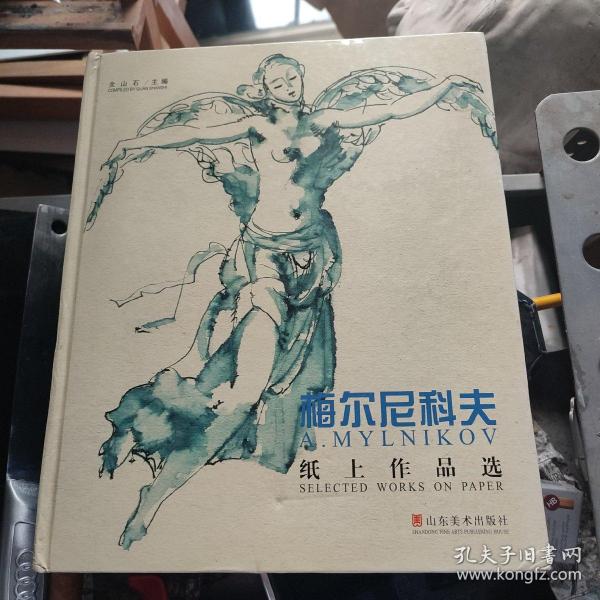 全山石/主编
COMPILED BY QUAN SHANSHI
梅尔尼科夫
A.MYLNIKOV
纸上作品选
SELECTED WORKS ON PAPER
美 山东美术出版社
SHANDONG FINE ARTS PUBLISHING HOUSE
孔夫子旧书网
www.kongfz.com